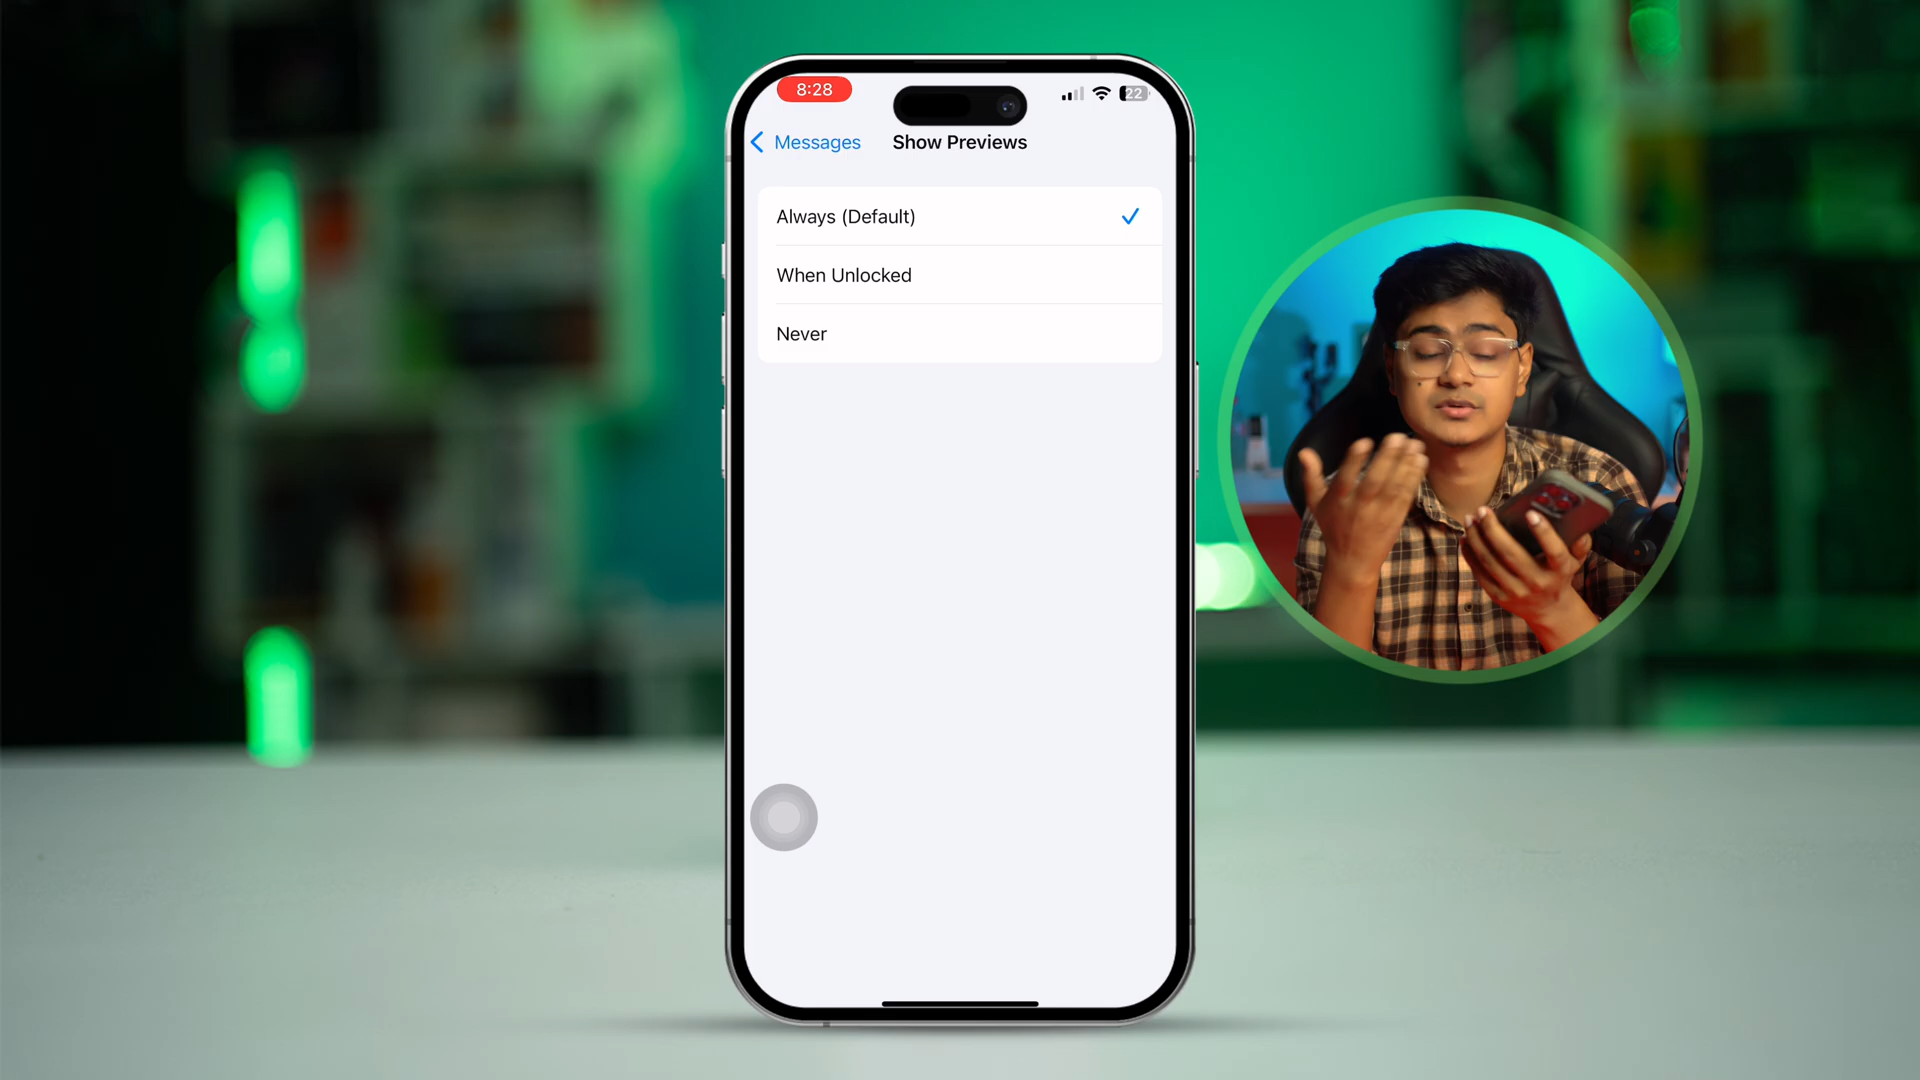 8:28
22
Messages
Show Previews
Always (Default)
When Unlocked
Never